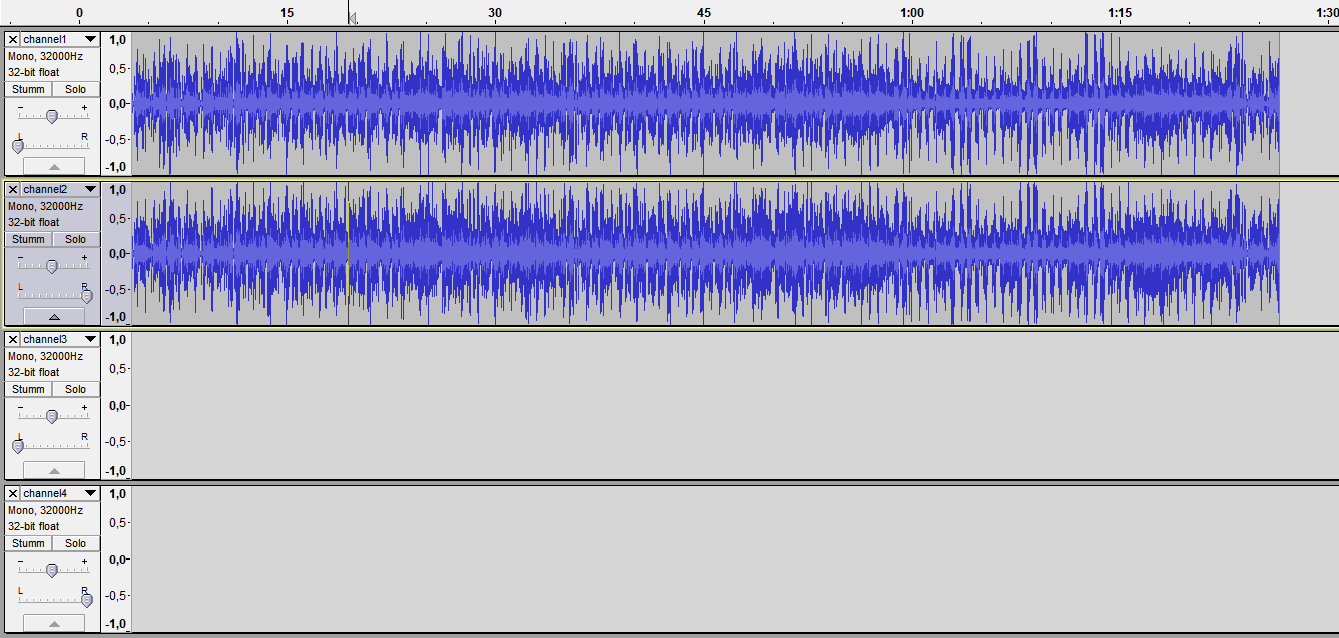 0 15 30 45 1:00 1:15 1:30
channel1 1,0
Mono, 32000Hz
32-bit float 0,5-
Stumm Solo
- + 0,0-
L R -0,5-
-1,0
channel2 1,0
Mono, 32000Hz
32-bit float 0,5-
Stumm Solo
- + 0,0-
L R -0,5-
-1,0
channel3 1,0
Mono, 32000Hz
32-bit float 0,5-
Stumm Solo
- + 0,0-
L R -0,5-
-1,0
channel4 1,0
Mono, 32000Hz
32-bit float 0,5-
Stumm Solo
- + 0,0-
L R -0,5-
-1,0